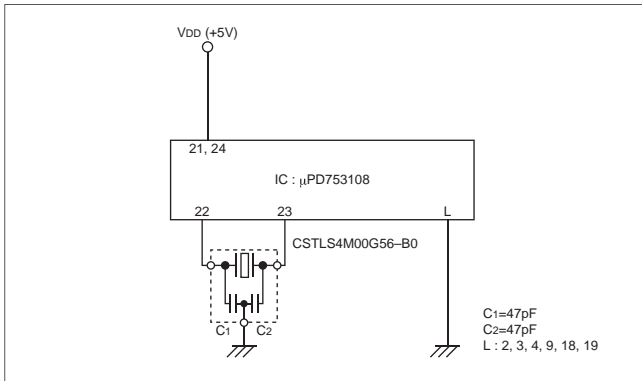 VDD (+5V)
21, 24
IC : μPD753108
22 23 L
CSTLS4M00G56–B0
C1 C2
C1=47pF
C2=47pF
L : 2, 3, 4, 9, 18, 19